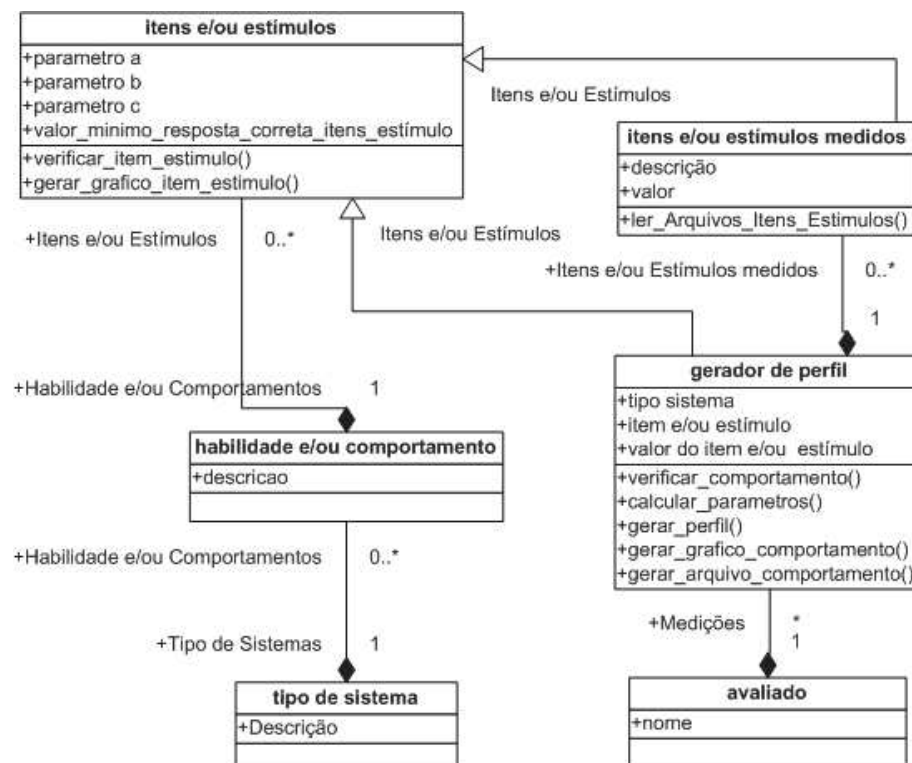 itens e/ou estímulos
+parametro a
+parametro b
+parametro c
+valor_minimo_resposta_correta_itens_estímulo
+verificar_item_estimulo()
+gerar_grafico_item_estimulo()
Itens e/ou Estímulos
itens e/ou estímulos medidos
+descrição
+valor
+ler_Arquivos_Itens_Estimulos()
+Itens e/ou Estímulos
0..*
Itens e/ou Estímulos
+Itens e/ou Estímulos medidos
0..*
1
+Habilidade e/ou Comportamentos
1
habilidade e/ou comportamento
+descricao
gerador de perfil
+tipo sistema
+item e/ou estímulo
+valor do item e/ou estímulo
+verificar_comportamento()
+calcular_parametros()
+gerar_perfil()
+gerar_grafico_comportamento()
+gerar_arquivo_comportamento()
+Habilidade e/ou Comportamentos
0..*
+Tipo de Sistemas
1
+Medições
*
1
tipo de sistema
+Descrição
avaliado
+nome